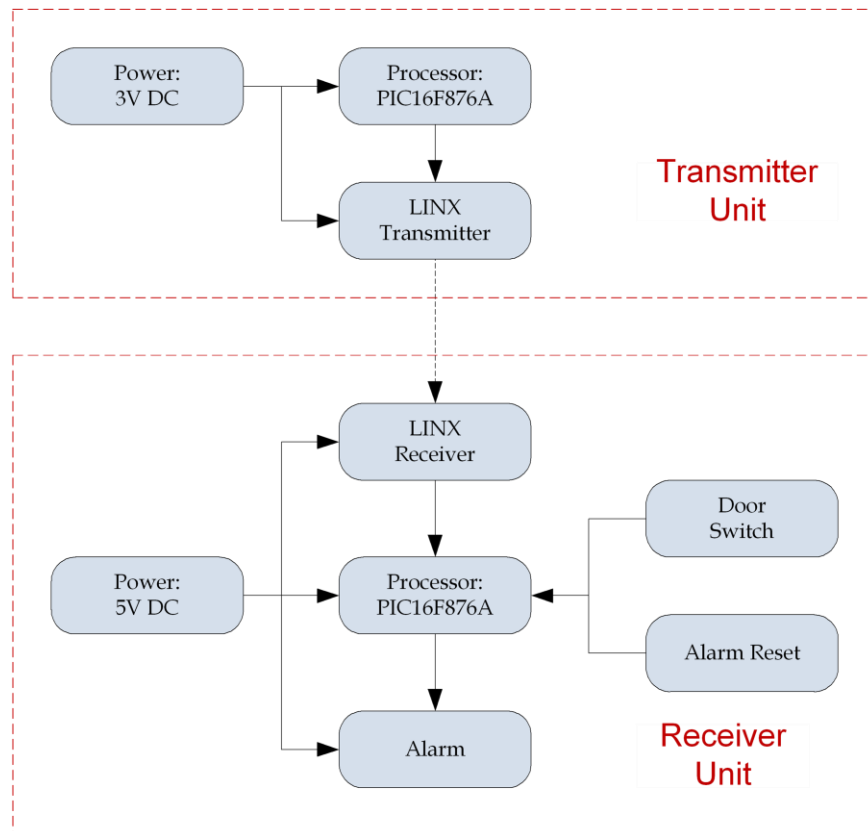 Power:
3V DC
Processor:
PIC16F876A
LINX
Transmitter
Transmitter
Unit
LINX
Receiver
Door
Switch
Power:
5V DC
Processor:
PIC16F876A
Alarm Reset
Alarm
Receiver
Unit